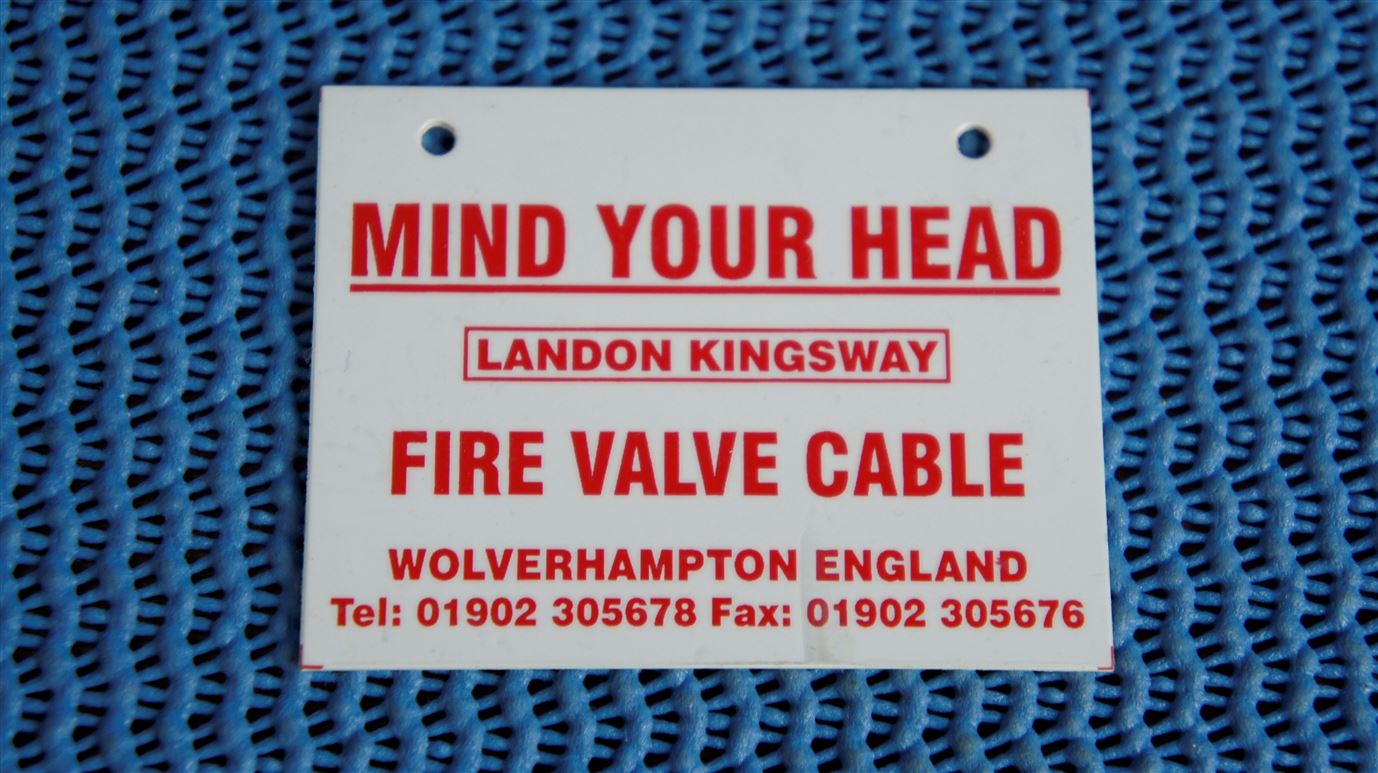 MIND YOUR HEAD
LANDON KINGSWAY
FIRE VALVE CABLE
WOLVERHAMPTON ENGLAND
Tel: 01902 305678 Fax: 01902 305676